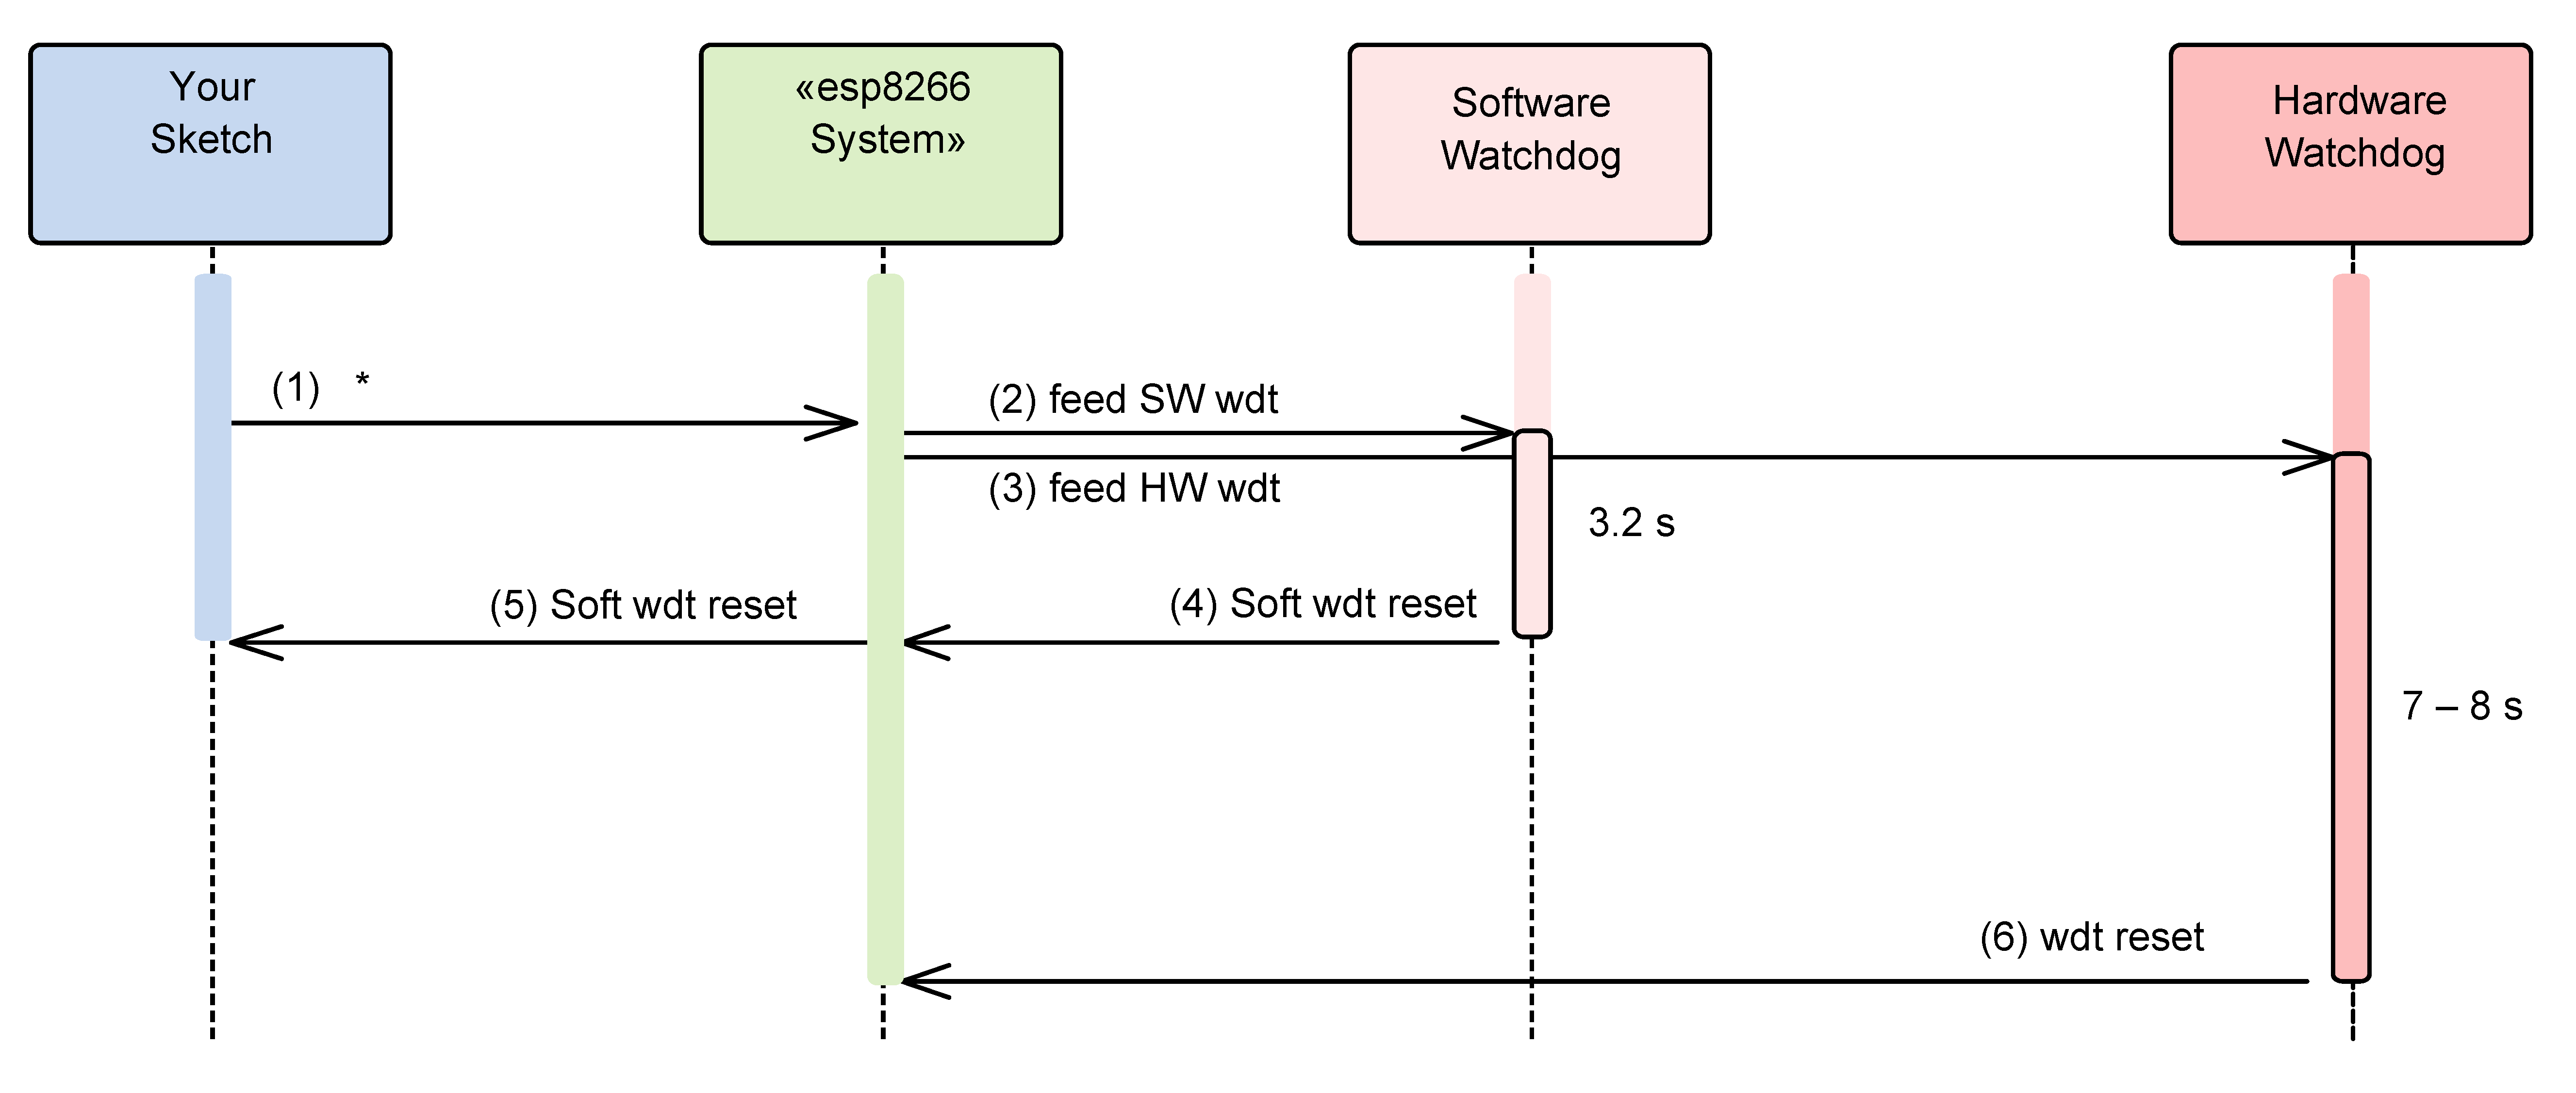 Your
Sketch
«esp8266
System»
Software
Watchdog
Hardware
Watchdog
(1) *
(2) feed SW wdt
(3) feed HW wdt
3.2 s
(5) Soft wdt reset
(4) Soft wdt reset
7 – 8 s
(6) wdt reset